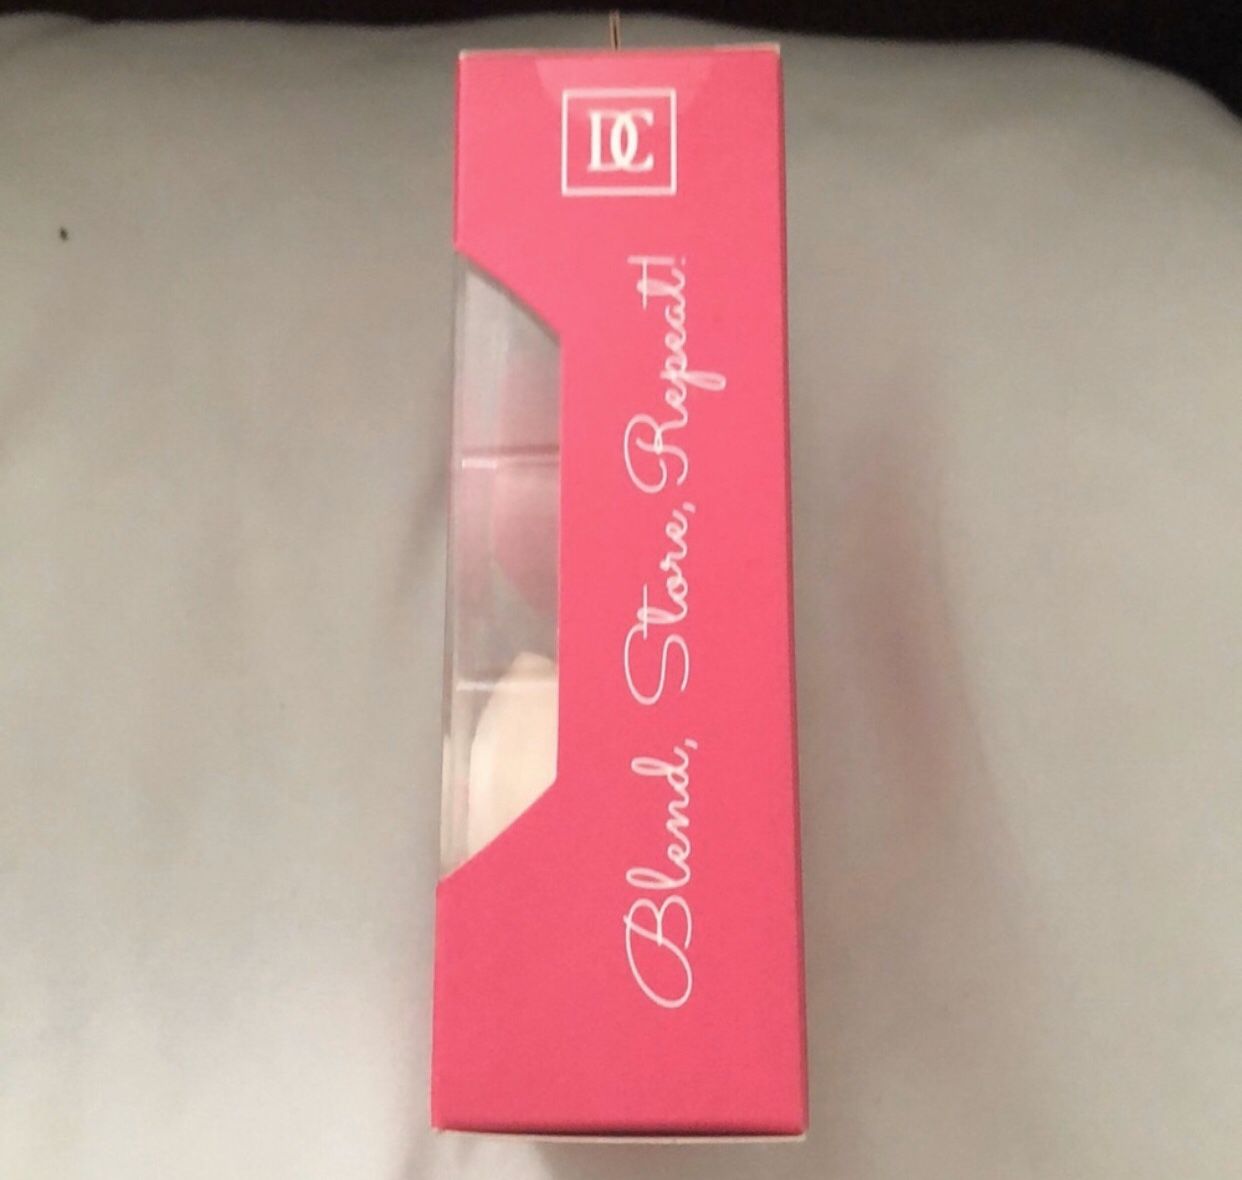 DC
Blend, Store, Repeat!